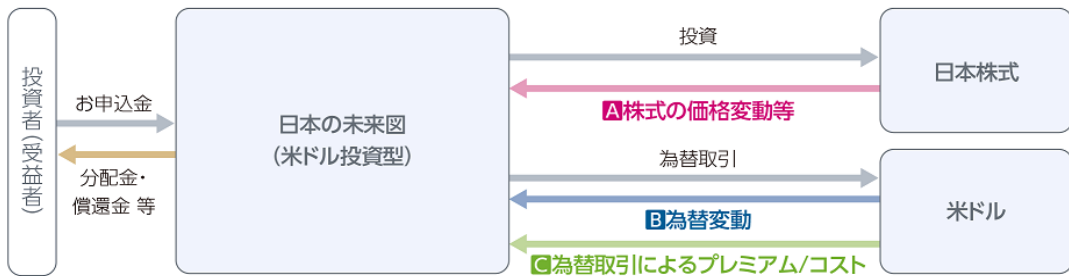 投資者(受益者)
お申込金
分配金・
償還金 等
日本の未来図
(米ドル投資型)
投資
A株式の価格変動等
日本株式
為替取引
B為替変動
C為替取引によるプレミアム/コスト
米ドル